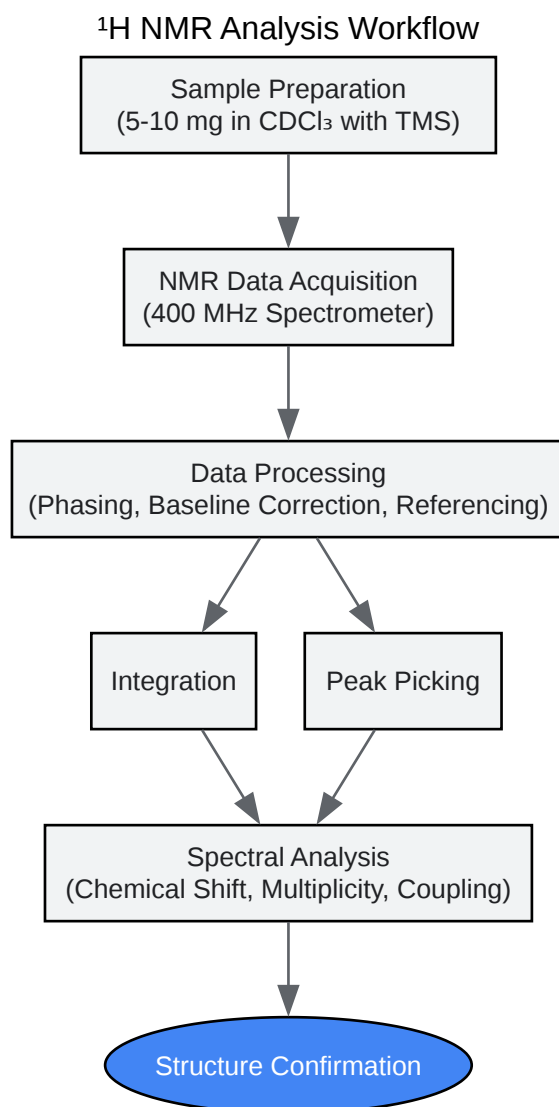 ¹H NMR Analysis Workflow
Sample Preparation
(5-10 mg in CDCl₃ with TMS)
NMR Data Acquisition
(400 MHz Spectrometer)
Data Processing
(Phasing, Baseline Correction, Referencing)
Integration
Peak Picking
Spectral Analysis
(Chemical Shift, Multiplicity, Coupling)
Structure Confirmation